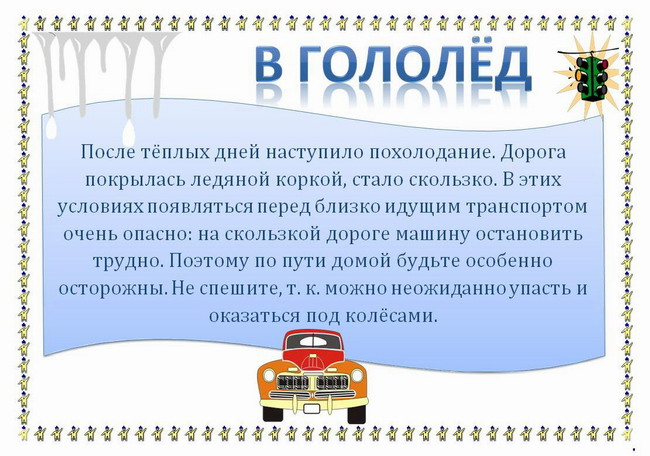 В ГОЛОЛЁД
После тёплых дней наступило похолодание. Дорога
покрылась ледяной коркой, стало скользко. В этих
условиях появляться перед близко идущим транспортом
очень опасно: на скользкой дороге машину остановить
трудно. Поэтому по пути домой будьте особенно
осторожны. Не спешите, т. к. можно неожиданно упасть и
оказаться под колёсами.